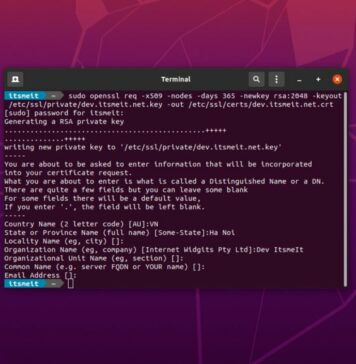 Terminal
itsmeit ~ sudo openssl req -x509 -nodes -days 365 -newkey rsa:2048 -keyout
/etc/ssl/private/dev.itsmeit.net.key -out /etc/ssl/certs/dev.itsmeit.net.crt
[sudo] password for itsmeit:
Generating a RSA private key
..............................................+++++
.............+++++
writing new private key to '/etc/ssl/private/dev.itsmeit.net.key'
-----
You are about to be asked to enter information that will be incorporated
into your certificate request.
What you are about to enter is what is called a Distinguished Name or a DN.
There are quite a few fields but you can leave some blank
For some fields there will be a default value,
If you enter '.', the field will be left blank.
-----
Country Name (2 letter code) [AU]:VN
State or Province Name (full name) [Some-State]:Ha Noi
Locality Name (eg, city) []:
Organization Name (eg, company) [Internet Widgits Pty Ltd]:Dev ItsmeIt
Organizational Unit Name (eg, section) []:
Common Name (e.g. server FQDN or YOUR name) []:
Email Address []:
itsmeit ~